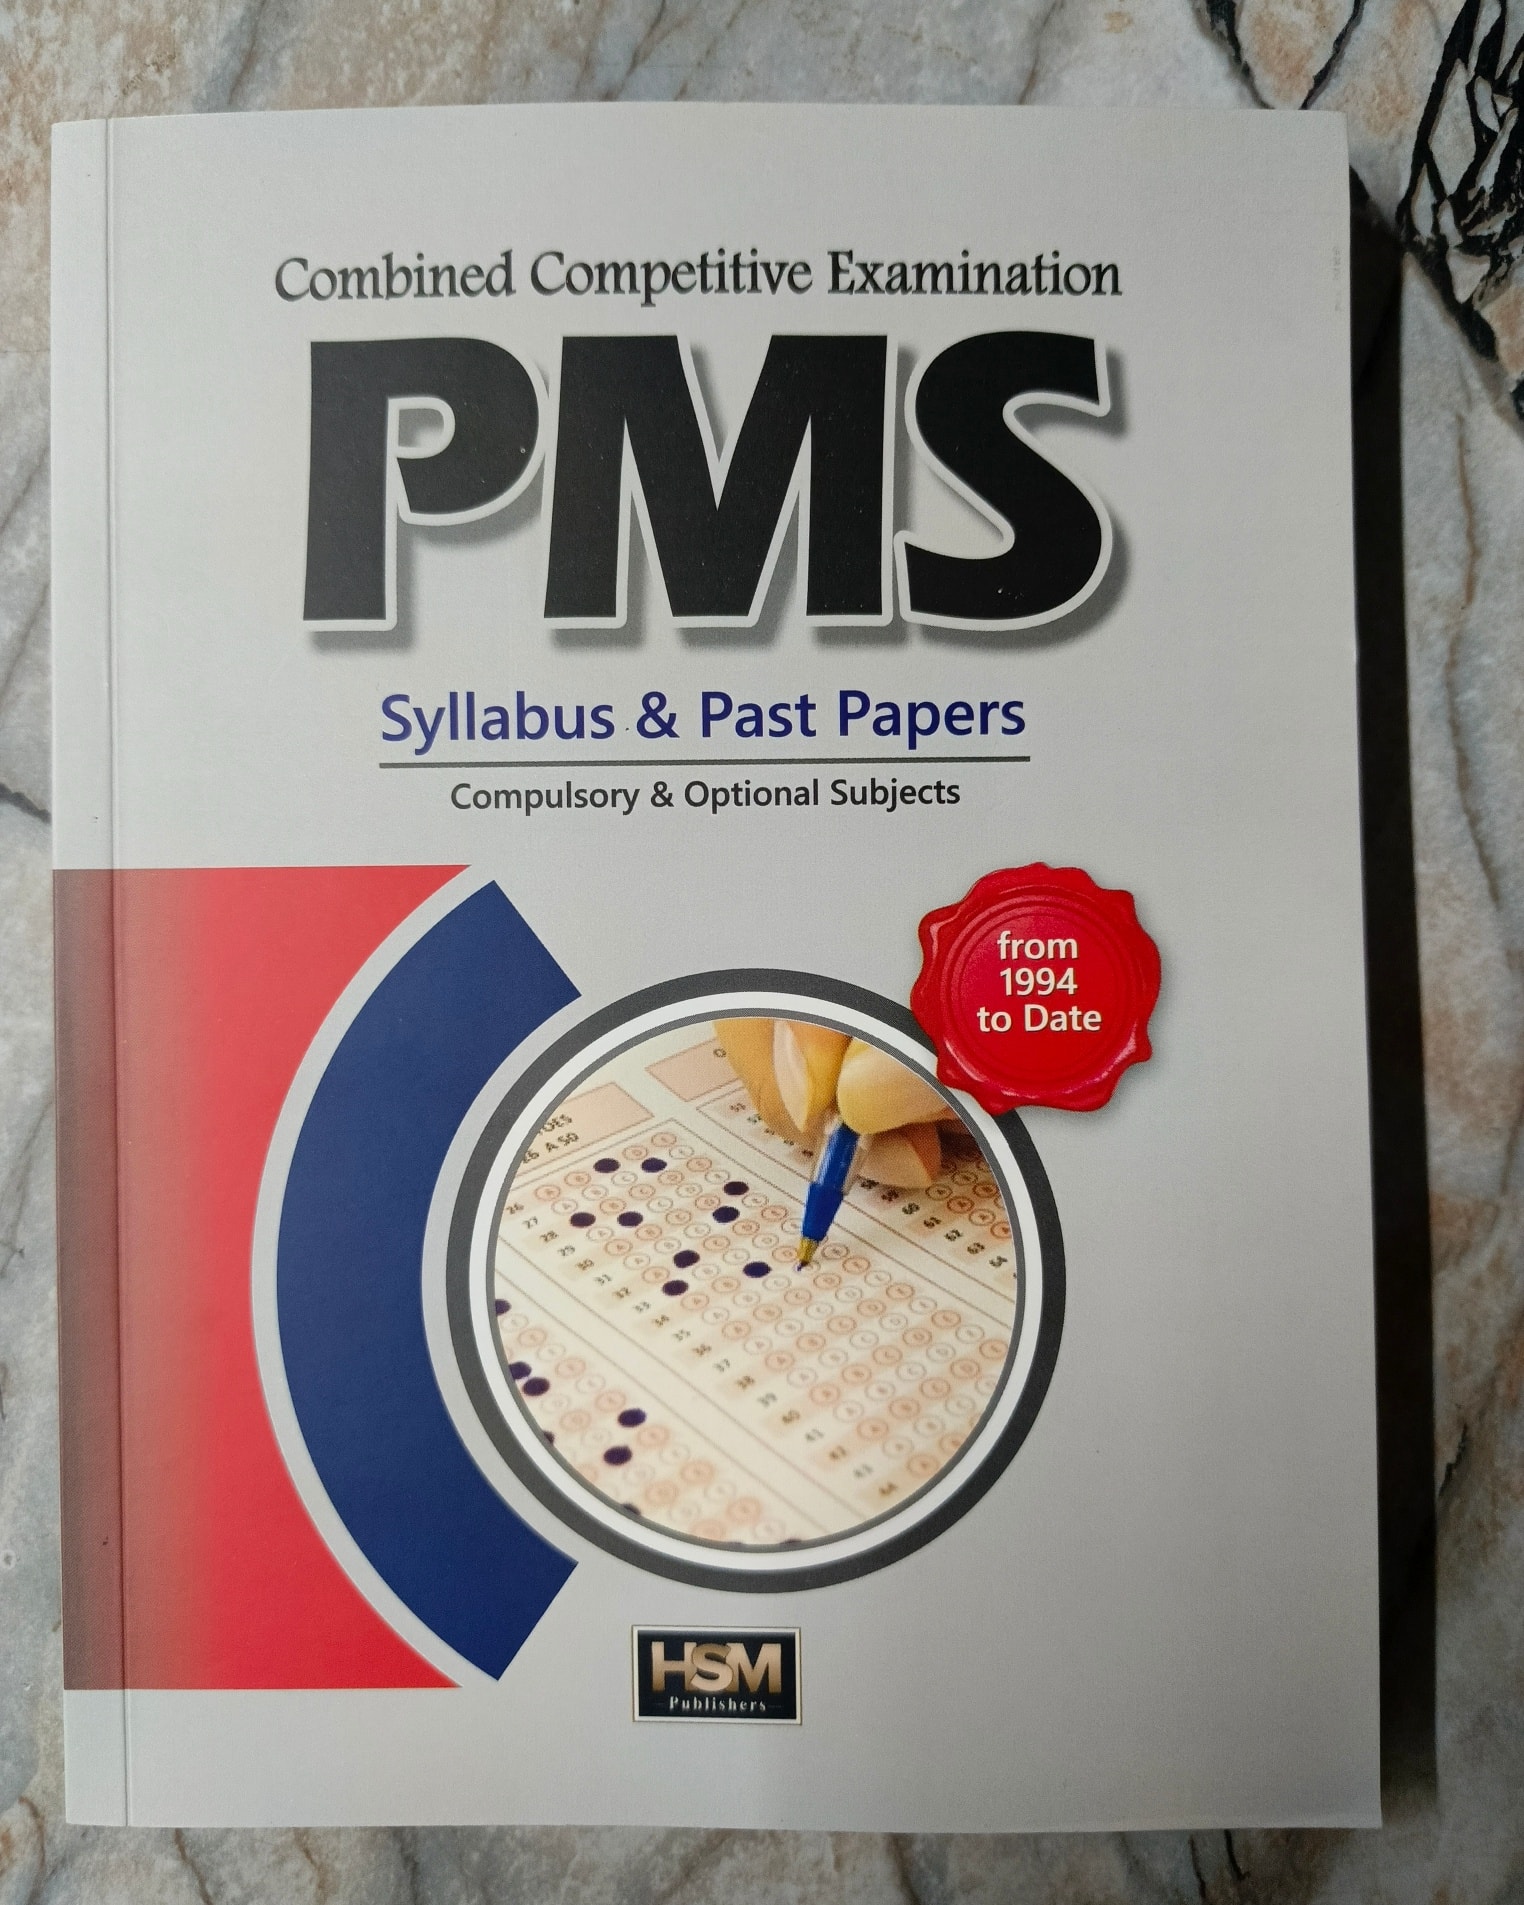 Combined Competitive Examination
PMS
Syllabus & Past Papers
Compulsory & Optional Subjects
from
1994
to Date
HSM
Publishers